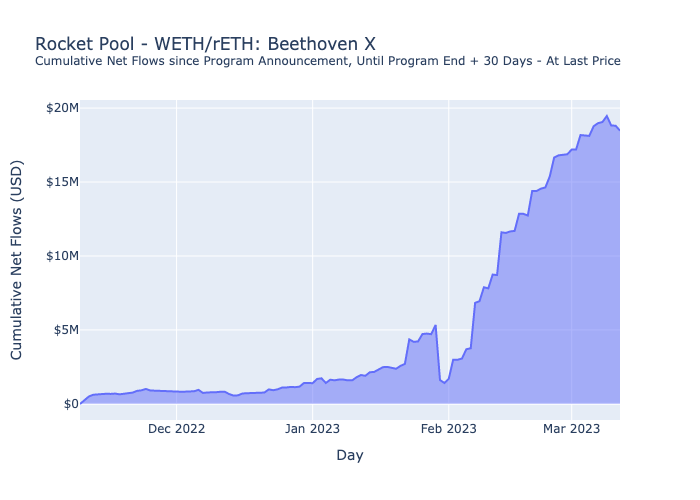 Rocket Pool - WETH/rETH: Beethoven X
Cumulative Net Flows since Program Announcement, Until Program End + 30 Days - At Last Price
$20M
$15M
$10M
$5M
$0
Cumulative Net Flows (USD)
Dec 2022
Jan 2023
Feb 2023
Mar 2023
Day